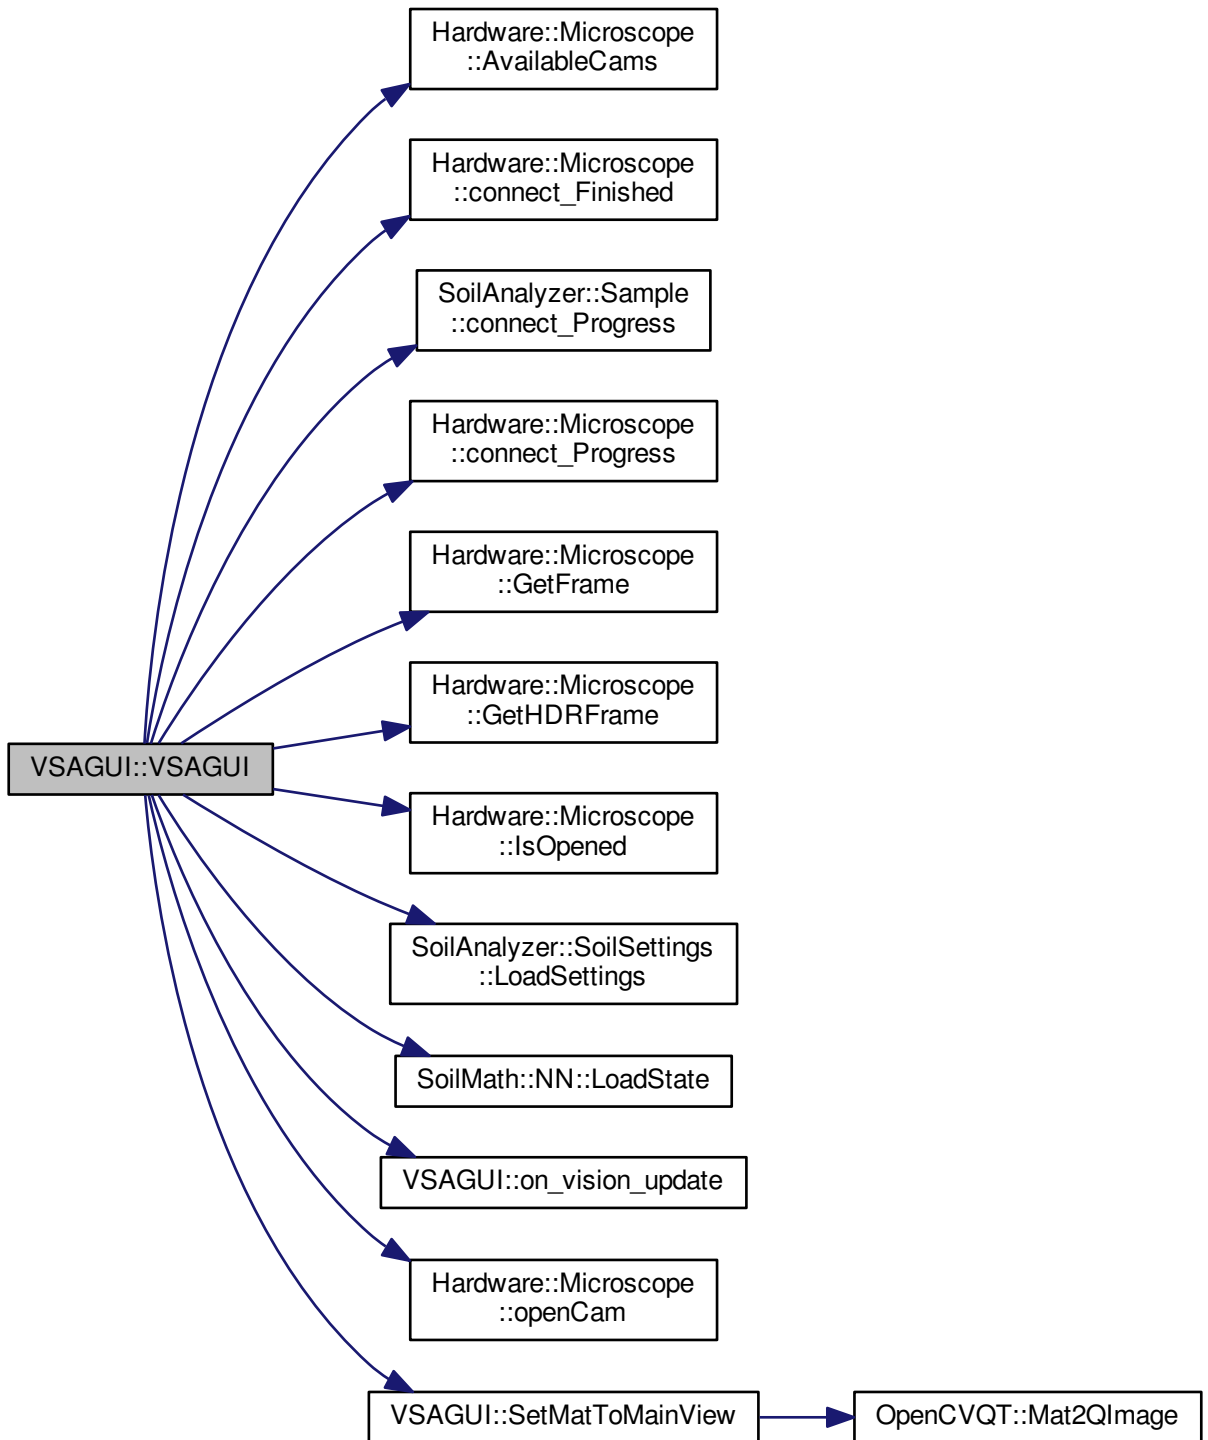 Hardware::Microscope
::AvailableCams
Hardware::Microscope
::connect_Finished
SoilAnalyzer::Sample
::connect_Progress
Hardware::Microscope
::connect_Progress
Hardware::Microscope
::GetFrame
Hardware::Microscope
::GetHDRFrame
VSAGUI::VSAGUI
Hardware::Microscope
::IsOpened
SoilAnalyzer::SoilSettings
::LoadSettings
SoilMath::NN::LoadState
VSAGUI::on_vision_update
Hardware::Microscope
::openCam
VSAGUI::SetMatToMainView
OpenCVQT::Mat2QImage